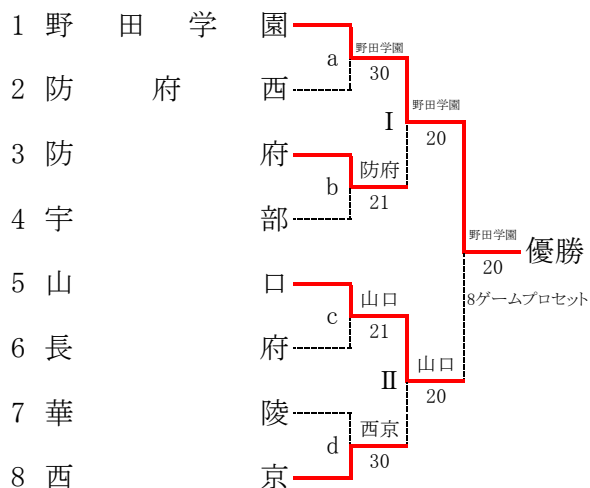 1 野田学園
野田学園
a
30
2 防府西
野田学園
I
20
3 防府
防府
b
21
4 宇部
野田学園
優勝
20
5 山口
山口
8ゲームプロセット
c
21
6 長府
山口
II
20
7 華陵
西京
d
30
8 西京